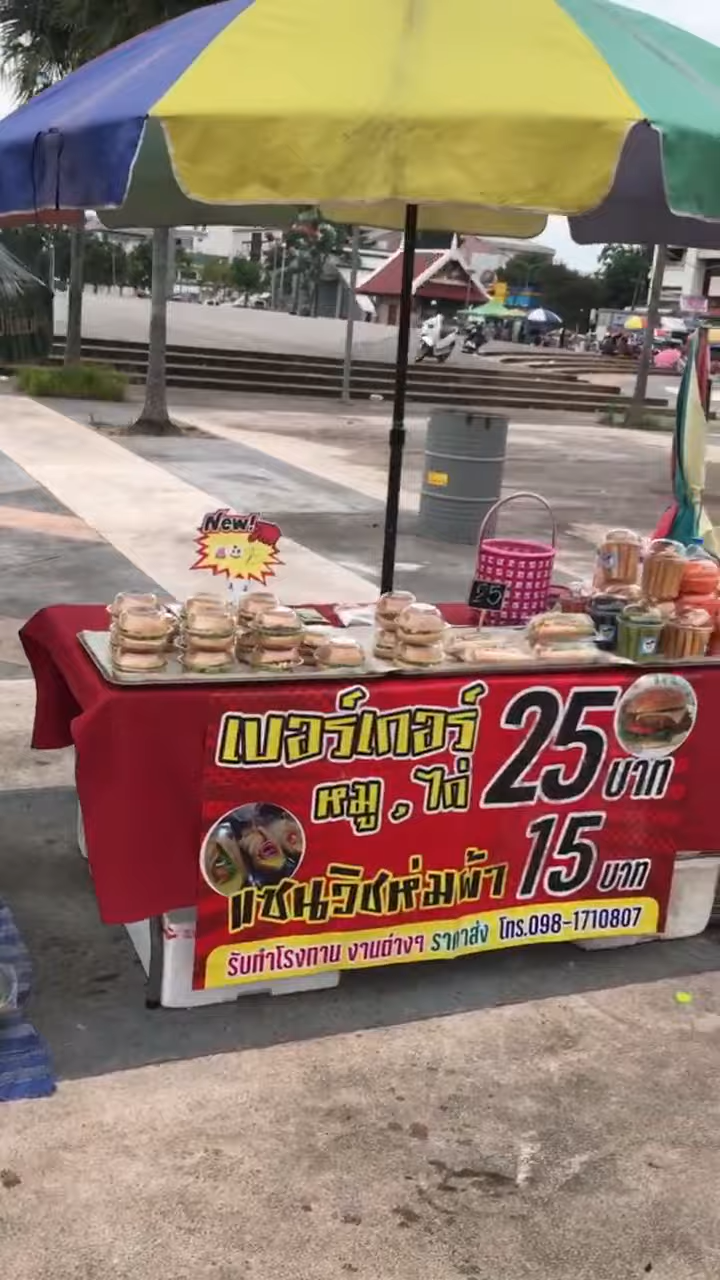 New!
25
เบอร์เกอร์
หมู , ไก่
25 บาท
แซนวิชห่มผ้า 15 บาท
รับทำโรงทาน งานต่างๆ ราคาส่ง โทร.098-1710807